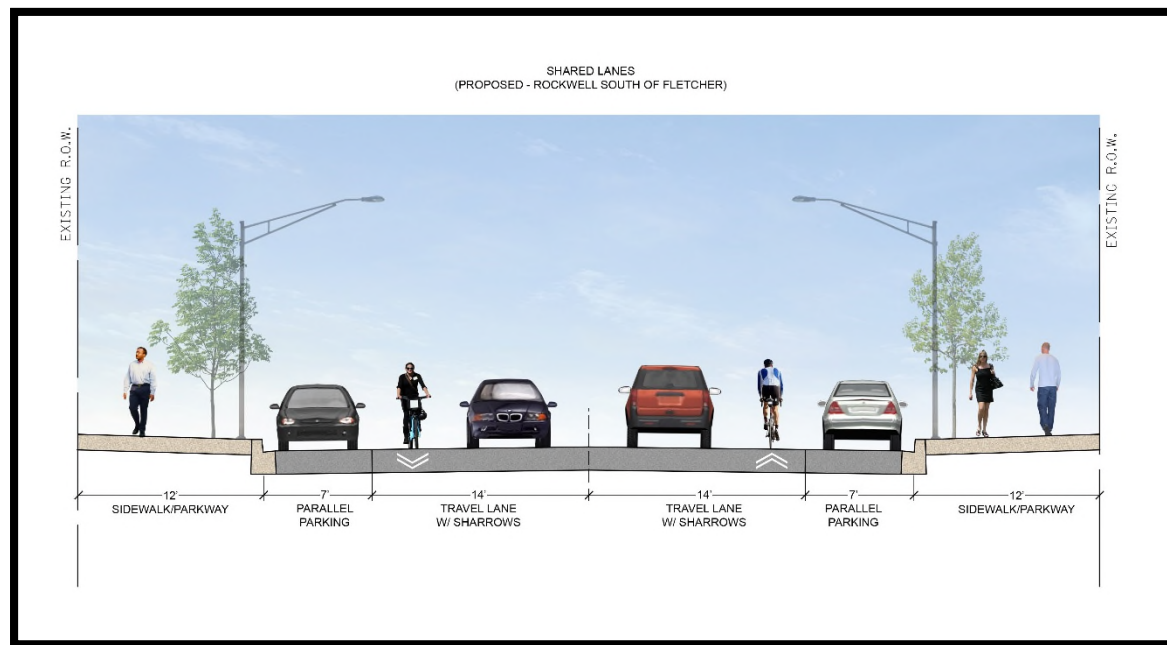 SHARED LANES
(PROPOSED - ROCKWELL SOUTH OF FLETCHER)
EXISTING R.O.W.
EXISTING R.O.W.
12'
7'
14'
14'
7'
12'
SIDEWALK/PARKWAY
PARALLEL
PARKING
TRAVEL LANE
W/ SHARROWS
TRAVEL LANE
W/ SHARROWS
PARALLEL
PARKING
SIDEWALK/PARKWAY